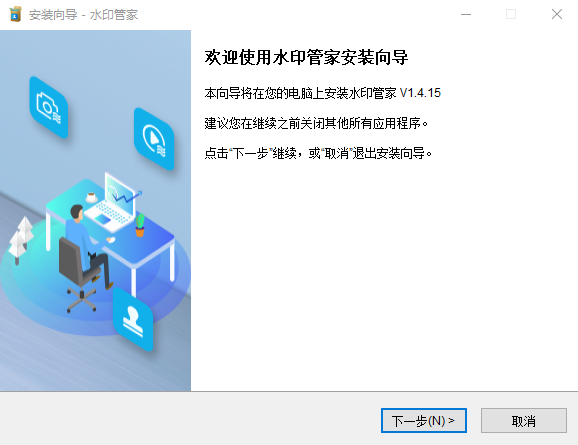 安装向导 - 水印管家
欢迎使用水印管家安装向导
本向导将在您的电脑上安装水印管家 V1.4.15
建议您在继续之前关闭其他所有应用程序。
点击“下一步”继续，或“取消”退出安装向导。
下一步(N) >
取消